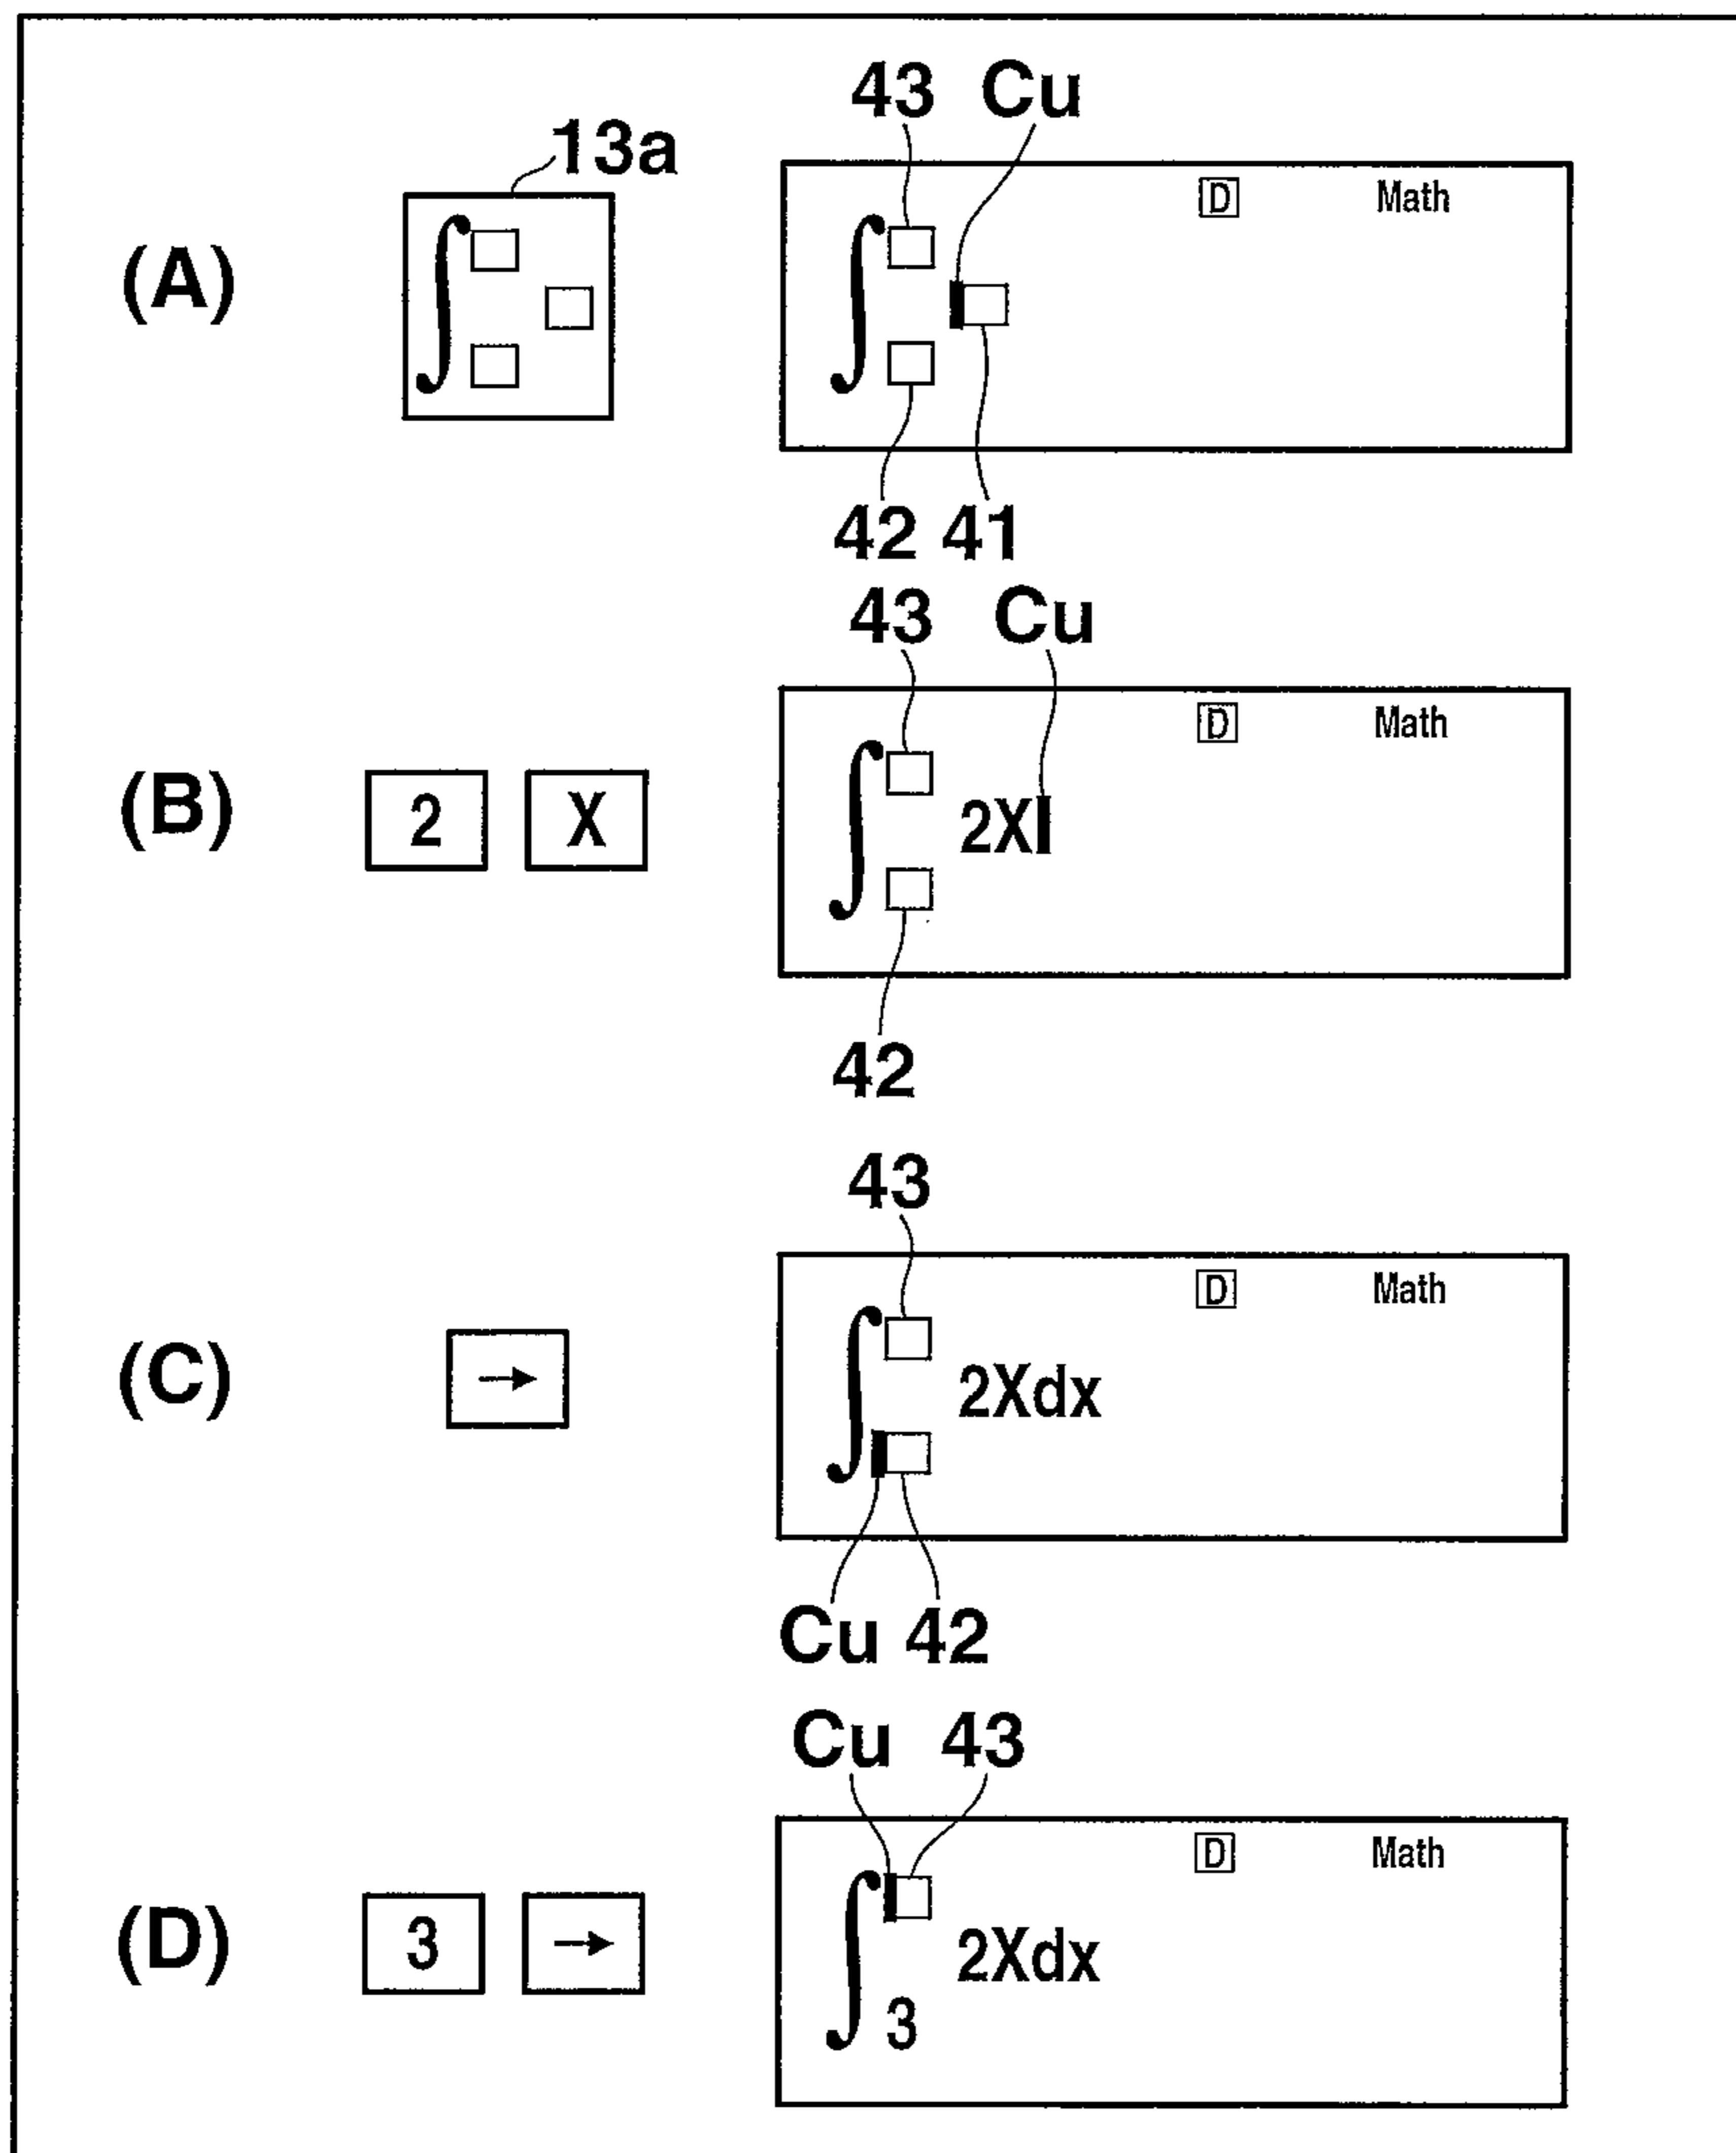 43 Cu
13a
D Math
(A) ∫
42 41
43 Cu
D Math
(B) 2 X ∫ 2X
42
43
D Math
(C) → ∫ 2Xdx
Cu 42
Cu 43
D Math
(D) 3 → ∫ 2Xdx
3